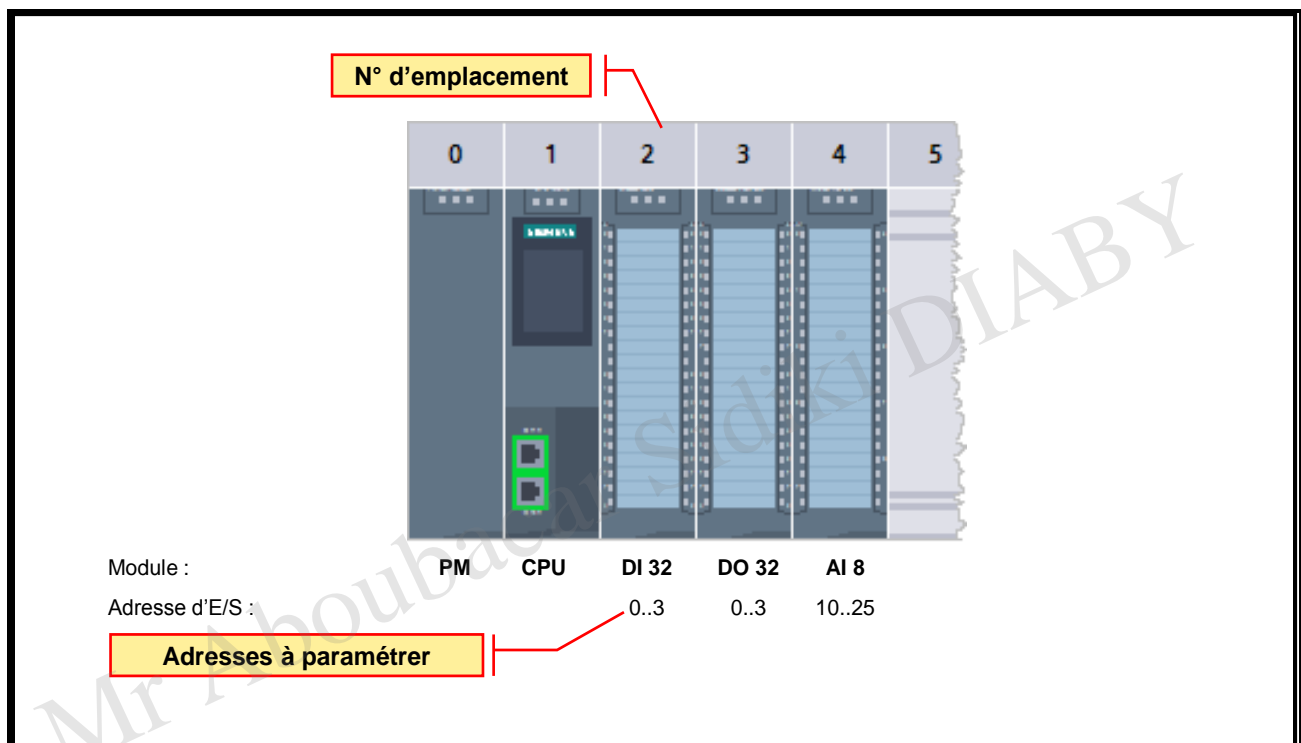 N° d’emplacement
0 1 2 3 4 5
SIEMENS
Module : PM CPU DI 32 DO 32 AI 8
Adresse d’E/S : 0..3 0..3 10..25
Adresses à paramétrer
Mr Aboubacar Sidiki DIABY